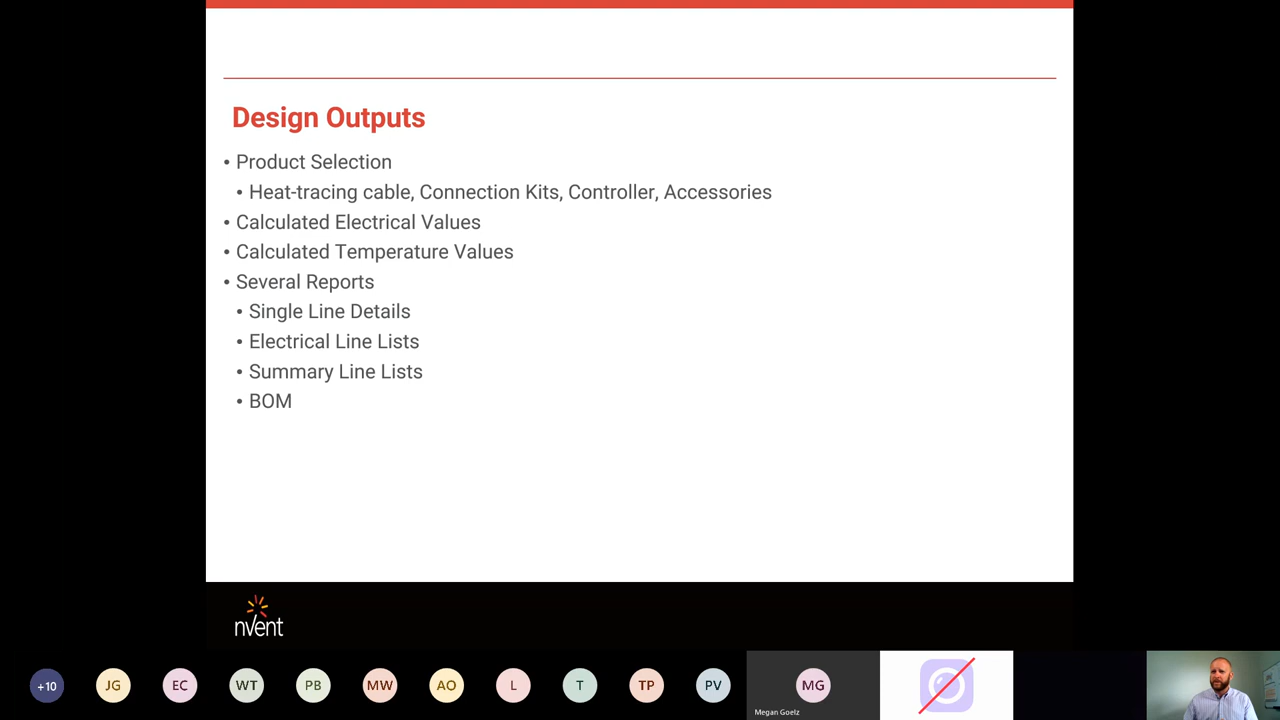 Design Outputs
• Product Selection
• Heat-tracing cable, Connection Kits, Controller, Accessories
• Calculated Electrical Values
• Calculated Temperature Values
• Several Reports
• Single Line Details
• Electrical Line Lists
• Summary Line Lists
• BOM
nvent
+10 JG EC WT PB MW AO L T TP PV MG
Megan Goelz